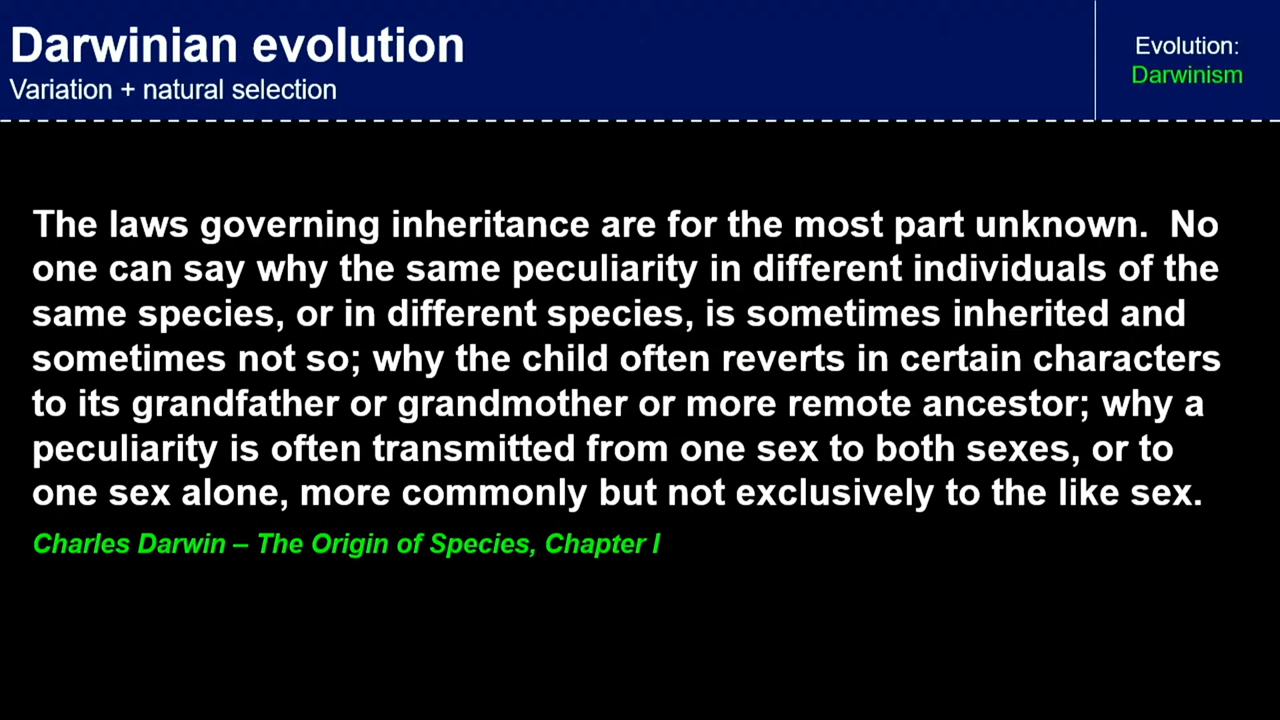 Darwinian evolution
Variation + natural selection
Evolution:
Darwinism
The laws governing inheritance are for the most part unknown.  No
one can say why the same peculiarity in different individuals of the
same species, or in different species, is sometimes inherited and
sometimes not so; why the child often reverts in certain characters
to its grandfather or grandmother or more remote ancestor; why a
peculiarity is often transmitted from one sex to both sexes, or to
one sex alone, more commonly but not exclusively to the like sex.
Charles Darwin – The Origin of Species, Chapter I